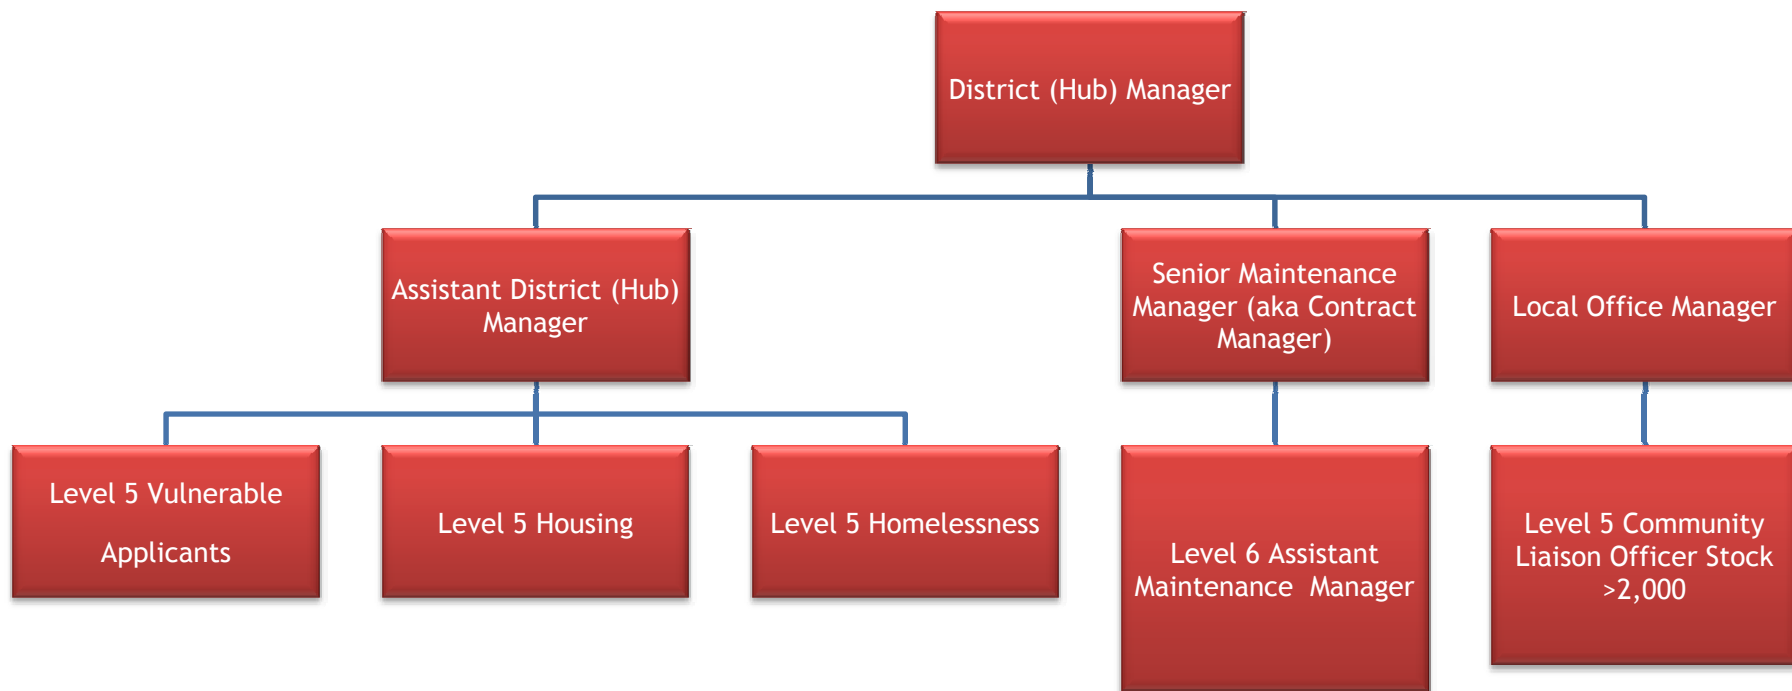 District (Hub) Manager
Assistant District (Hub)
Manager
Senior Maintenance
Manager (aka Contract
Manager)
Local Office Manager
Level 5 Vulnerable
Applicants
Level 5 Housing
Level 5 Homelessness
Level 6 Assistant
Maintenance  Manager
Level 5 Community
Liaison Officer Stock
>2,000